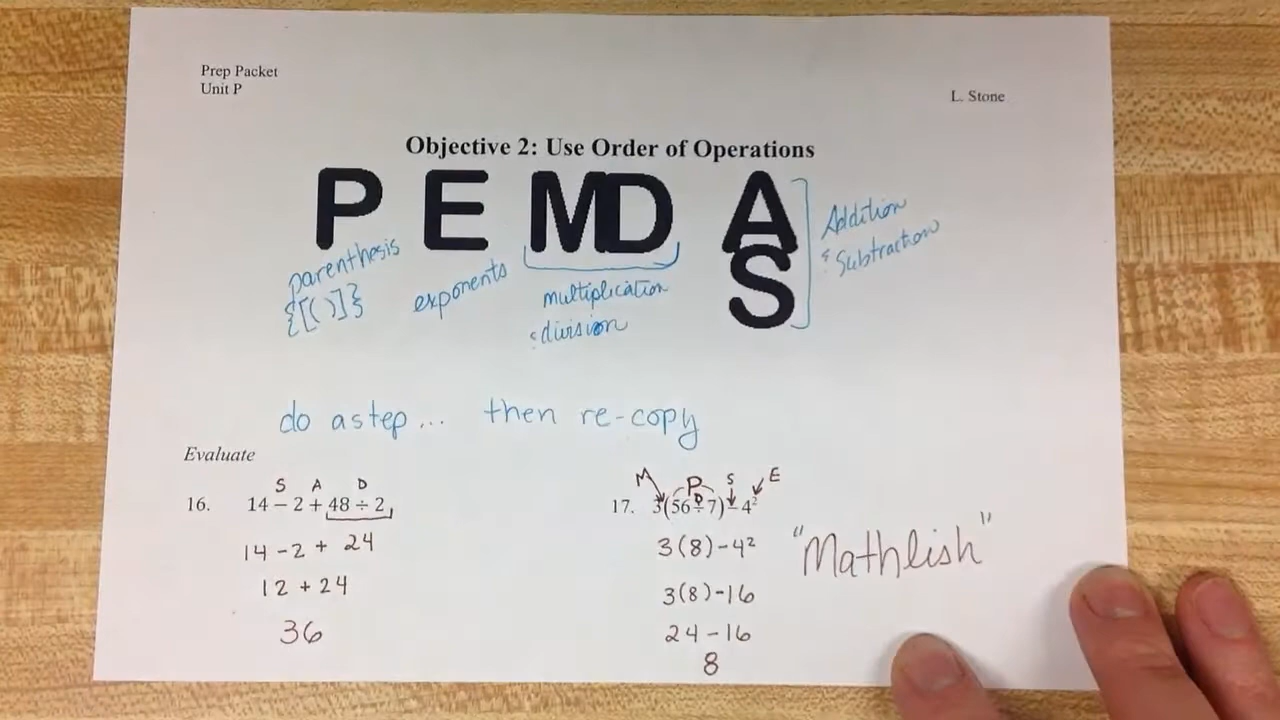 Prep Packet
Unit P
L. Stone
Objective 2: Use Order of Operations
P E MD A
S
parenthesis
{[()]}
exponents
multiplication
: division
Addition
& Subtraction
do a step... then re-copy
Evaluate
S A D
16. 14 − 2 + 48 ÷ 2
14 - 2 + 24
12 + 24
36
M P D S E
17. 3(56 ÷ 7) − 4²
3(8) - 4²
3(8) - 16
24 - 16
8
"Mathlish"